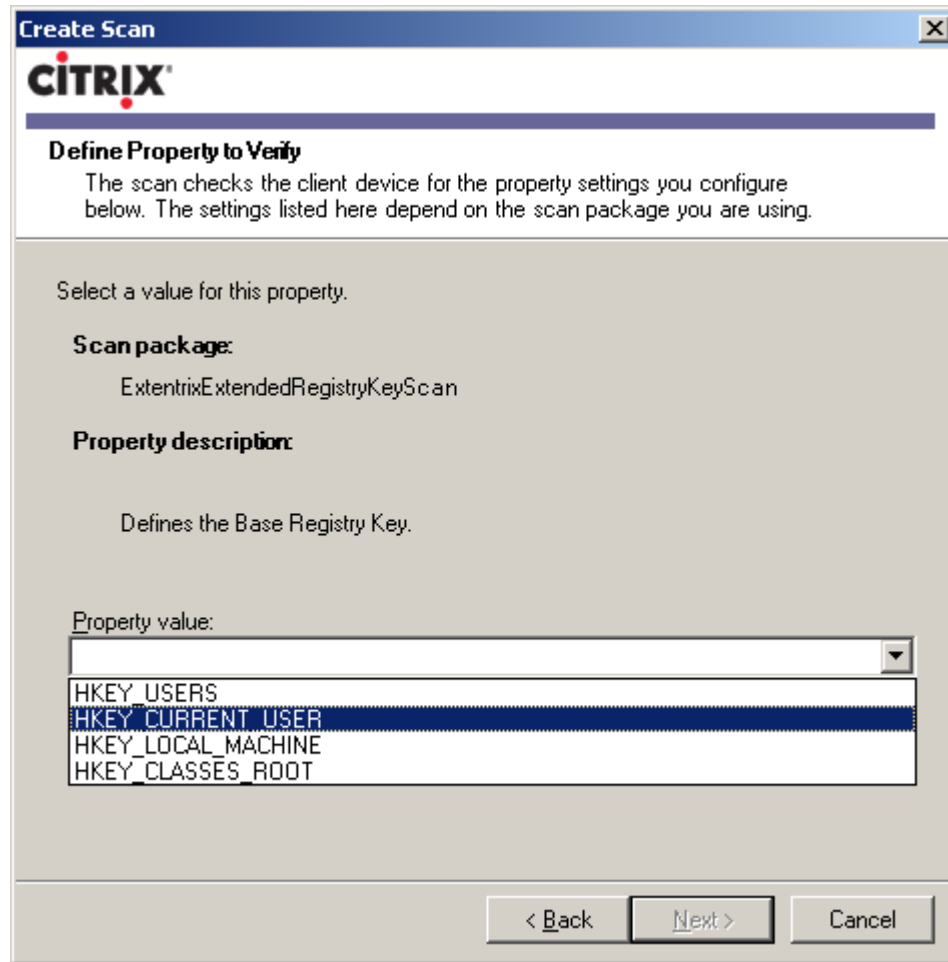 Create Scan
CİTRIX
Define Property to Verify
The scan checks the client device for the property settings you configure
below. The settings listed here depend on the scan package you are using.
Select a value for this property.
Scan package:
ExtentrixExtendedRegistryKeyScan
Property description:
Defines the Base Registry Key.
Property value:
HKEY_USERS
HKEY_CURRENT_USER
HKEY_LOCAL_MACHINE
HKEY_CLASSES_ROOT
< Back
Next >
Cancel